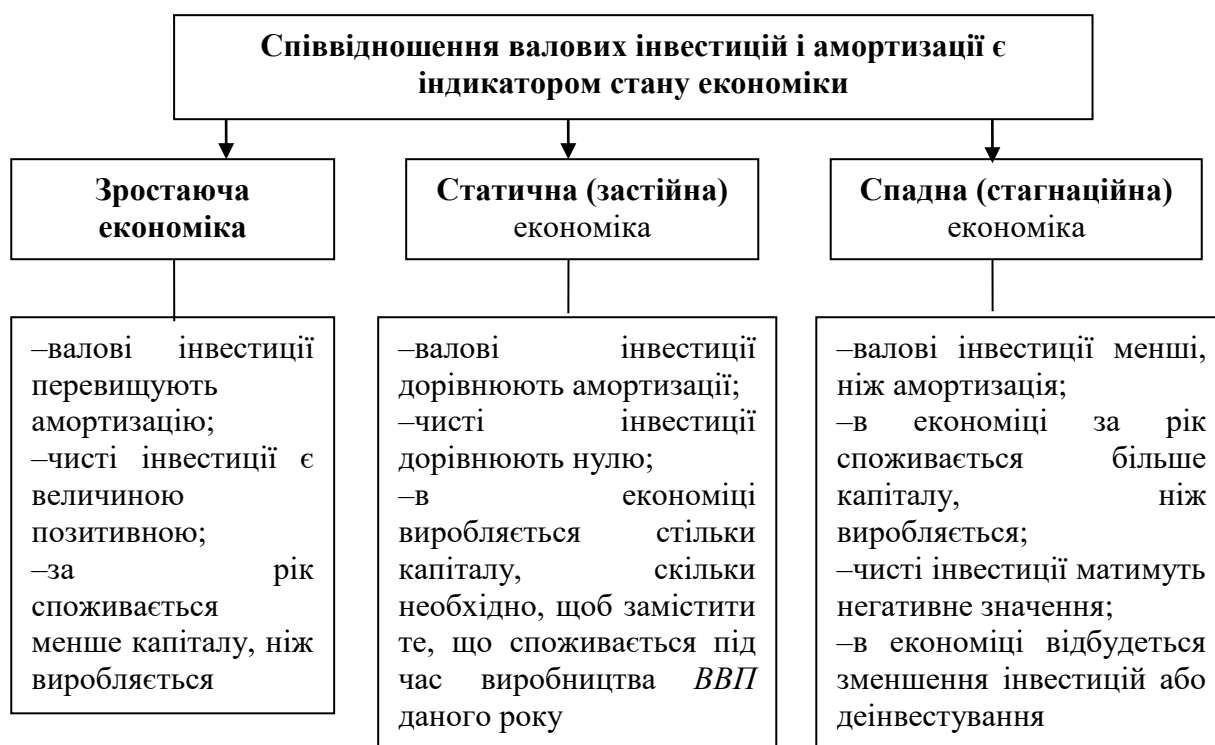 Співвідношення валових інвестицій і амортизації є
індикатором стану економіки
Зростаюча
економіка
Статична (застійна)
економіка
Спадна (стагнаційна)
економіка
–валові інвестиції
перевищують
амортизацію;
–чисті інвестиції є
величиною
позитивною;
–за рік
споживається
менше капіталу, ніж
виробляється
–валові інвестиції
дорівнюють амортизації;
–чисті інвестиції
дорівнюють нулю;
–в економіці
виробляється стільки
капіталу, скільки
необхідно, щоб замістити
те, що споживається під
час виробництва ВВП
даного року
–валові інвестиції менші,
ніж амортизація;
–в економіці за рік
споживається більше
капіталу, ніж
виробляється;
–чисті інвестиції матимуть
негативне значення;
–в економіці відбудеться
зменшення інвестицій або
деінвестування